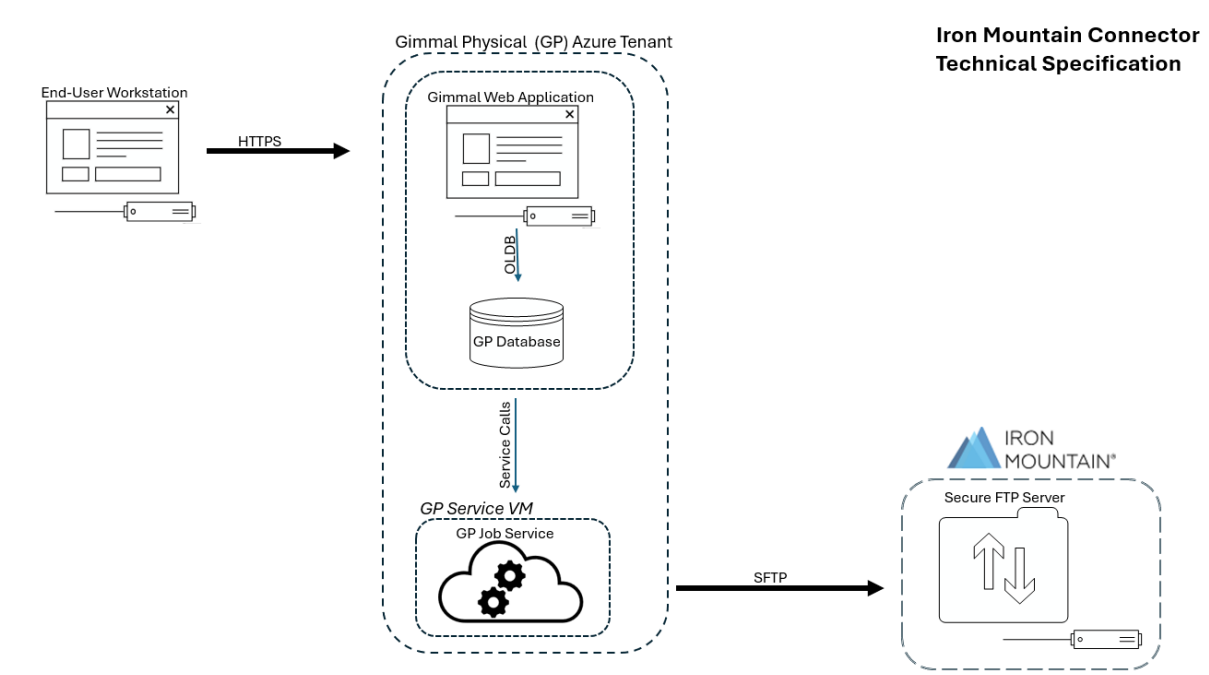 Iron Mountain Connector
Technical Specification
Gimmal Physical (GP) Azure Tenant
End-User Workstation
HTTPS
Gimmal Web Application
OLDB
GP Database
Service Calls
GP Service VM
GP Job Service
SFTP
IRON
MOUNTAIN®
Secure FTP Server